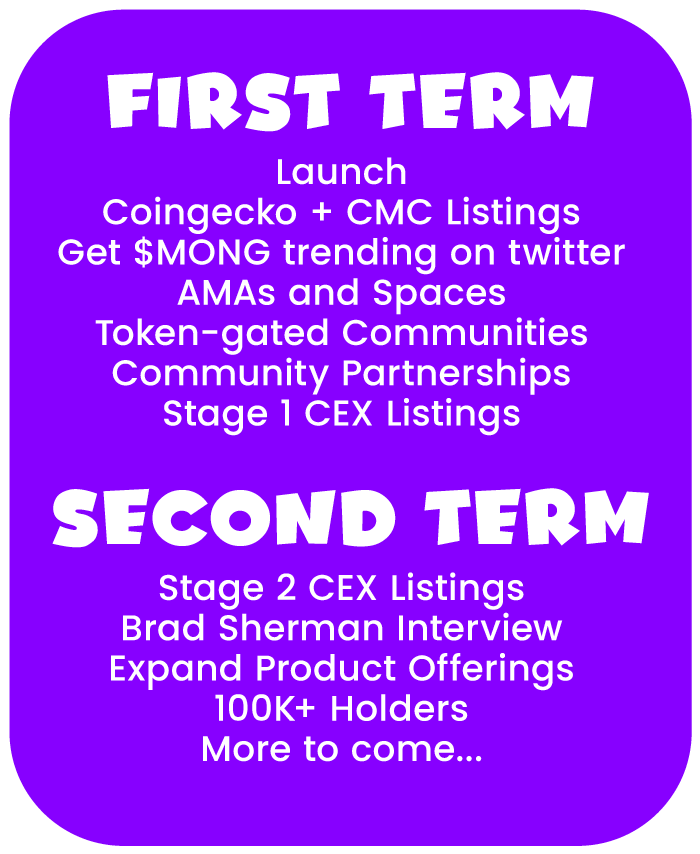 FIRST TERM
Launch
Coingecko + CMC Listings
Get $MONG trending on twitter
AMAs and Spaces
Token-gated Communities
Community Partnerships
Stage 1 CEX Listings
SECOND TERM
Stage 2 CEX Listings
Brad Sherman Interview
Expand Product Offerings
100K+ Holders
More to come...